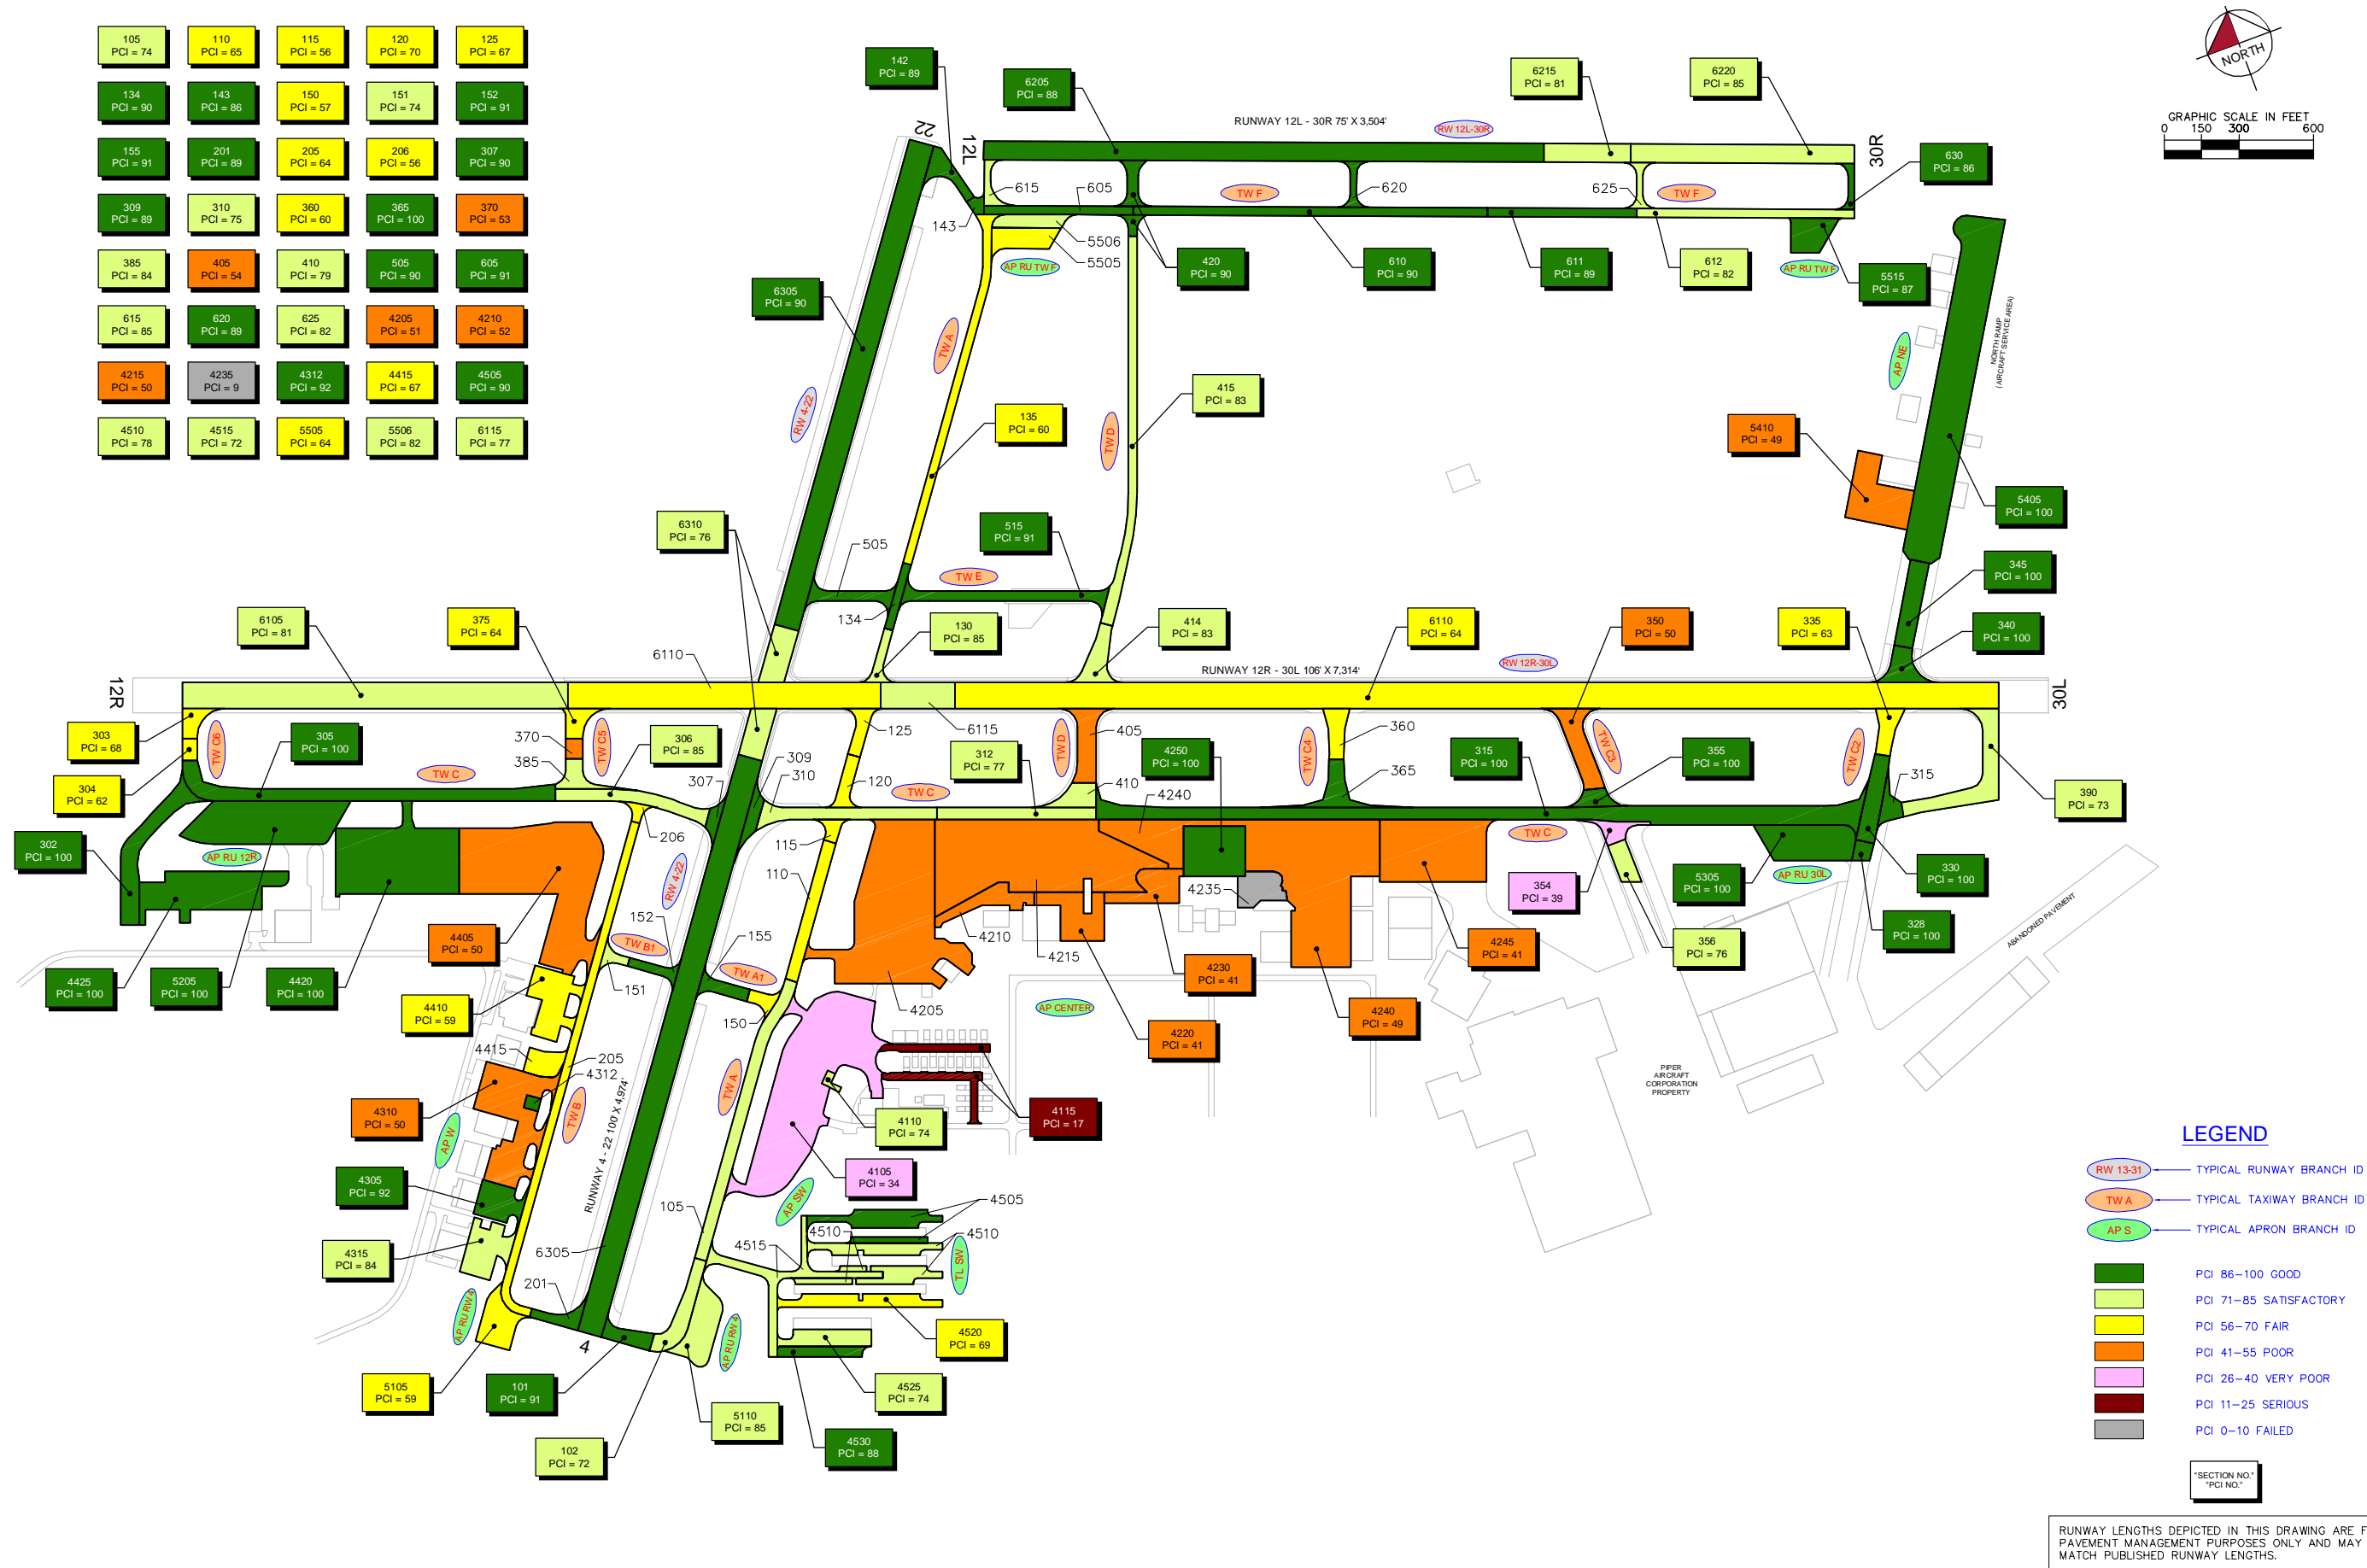 105
PCI = 74
110
PCI = 65
115
PCI = 56
120
PCI = 70
125
PCI = 67
134
PCI = 90
143
PCI = 86
150
PCI = 57
151
PCI = 74
152
PCI = 91
155
PCI = 91
201
PCI = 89
205
PCI = 64
206
PCI = 56
307
PCI = 90
309
PCI = 89
310
PCI = 75
360
PCI = 60
365
PCI = 100
370
PCI = 53
385
PCI = 84
405
PCI = 54
410
PCI = 79
505
PCI = 90
605
PCI = 91
615
PCI = 85
620
PCI = 89
625
PCI = 82
4205
PCI = 51
4210
PCI = 52
4215
PCI = 50
4235
PCI = 9
4312
PCI = 92
4415
PCI = 67
4505
PCI = 90
4510
PCI = 78
4515
PCI = 72
5505
PCI = 64
5506
PCI = 82
6115
PCI = 77
NORTH
GRAPHIC SCALE IN FEET
0 150 300 600
142
PCI = 89
6205
PCI = 88
6215
PCI = 81
6220
PCI = 85
630
PCI = 86
RUNWAY 12L - 30R 75' X 3,504'
RW 12L-30R
22
12L
30R
615
605
TW F
620
625
TW F
143
5506
5505
AP RU TW F
420
PCI = 90
610
PCI = 90
611
PCI = 89
612
PCI = 82
AP RU TW F
5515
PCI = 87
6305
PCI = 90
TW A
RW 4-22
135
PCI = 60
TW D
415
PCI = 83
NORTH RAMP
(AIRCRAFT SERVICE AREA)
AP NE
5410
PCI = 49
5405
PCI = 100
6310
PCI = 76
505
515
PCI = 91
TW E
345
PCI = 100
6105
PCI = 81
375
PCI = 64
134
130
PCI = 85
414
PCI = 83
6110
PCI = 64
350
PCI = 50
335
PCI = 63
340
PCI = 100
6110
RUNWAY 12R - 30L 106' X 7,314'
RW 12R-30L
12R
30L
303
PCI = 68
TW C6
305
PCI = 100
370
TW C5
306
PCI = 85
125
6115
TW D
405
TW C4
360
TW C3
TW C2
385
TW C
309
310
312
PCI = 77
4250
PCI = 100
315
PCI = 100
355
PCI = 100
304
PCI = 62
307
120
TW C
410
4240
365
315
390
PCI = 73
302
PCI = 100
AP RU 12R
206
115
TW C
RW 4-22
110
4235
354
PCI = 39
5305
PCI = 100
AP RU 30L
330
PCI = 100
328
PCI = 100
ABANDONED PAVEMENT
4405
PCI = 50
152
155
TW B1
TW A1
4210
4215
4245
PCI = 41
356
PCI = 76
4425
PCI = 100
5205
PCI = 100
4420
PCI = 100
151
4230
PCI = 41
4410
PCI = 59
150
4205
AP CENTER
4220
PCI = 41
4240
PCI = 49
4415
205
4312
TW A
PIPER
AIRCRAFT
CORPORATION
PROPERTY
4310
PCI = 50
TW B
RUNWAY 4 - 22 100' X 4,974'
4110
PCI = 74
4115
PCI = 17
AP W
4305
PCI = 92
4105
PCI = 34
AP SW
105
4505
4315
PCI = 84
6305
4515
4510
4510
TL SW
201
AP RU RW 4
4
AP RU RW 4
4520
PCI = 69
5105
PCI = 59
101
PCI = 91
4525
PCI = 74
5110
PCI = 85
102
PCI = 72
4530
PCI = 88
LEGEND
RW 13-31 TYPICAL RUNWAY BRANCH ID
TW A TYPICAL TAXIWAY BRANCH ID
AP S TYPICAL APRON BRANCH ID
PCI 86-100 GOOD
PCI 71-85 SATISFACTORY
PCI 56-70 FAIR
PCI 41-55 POOR
PCI 26-40 VERY POOR
PCI 11-25 SERIOUS
PCI 0-10 FAILED
"SECTION NO."
"PCI NO."
RUNWAY LENGTHS DEPICTED IN THIS DRAWING ARE F
PAVEMENT MANAGEMENT PURPOSES ONLY AND MAY
MATCH PUBLISHED RUNWAY LENGTHS.